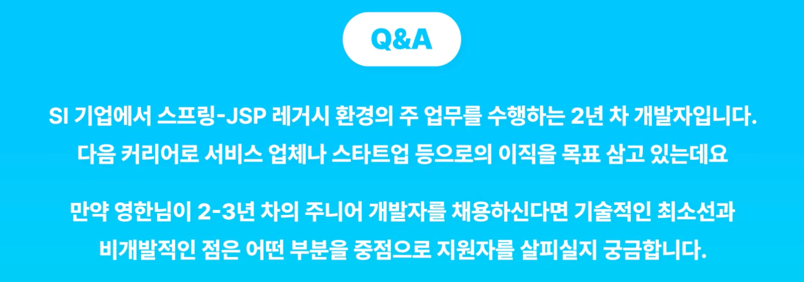 Q&A
SI 기업에서 스프링-JSP 레거시 환경의 주 업무를 수행하는 2년 차 개발자입니다.
다음 커리어로 서비스 업체나 스타트업 등으로의 이직을 목표 삼고 있는데요
만약 영한님이 2-3년 차의 주니어 개발자를 채용하신다면 기술적인 최소선과
비개발적인 점은 어떤 부분을 중점으로 지원자를 살피실지 궁금합니다.